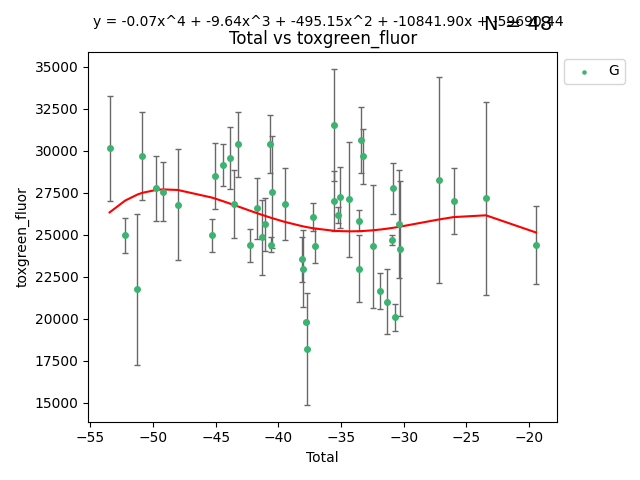 y = -0.07x^4 + -9.64x^3 + -495.15x^2 + -10841.90x +
N = 48
Total vs toxgreen_fluor
G
toxgreen_fluor
35000
32500
30000
27500
25000
22500
20000
17500
15000
−55 −50 −45 −40 −35 −30 −25 −20
Total